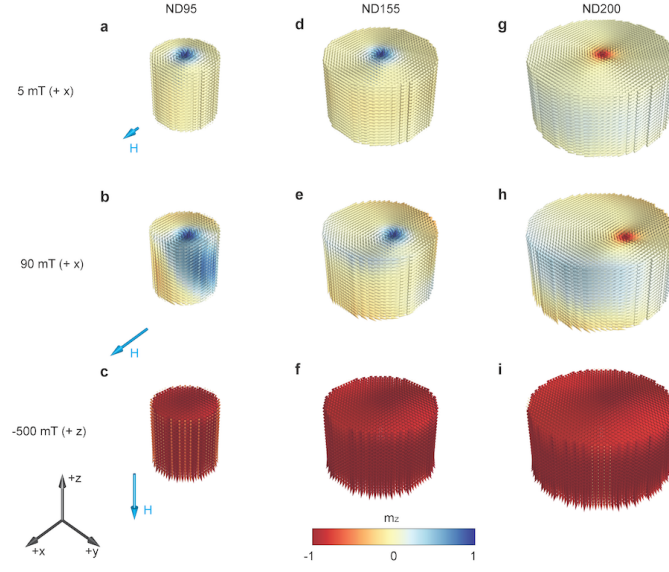 ND95 ND155 ND200
a d g
5 mT (+ x)
H
b e h
90 mT (+ x)
H
c f i
-500 mT (+ z)
H
+z
+x +y
mz
-1 0 1